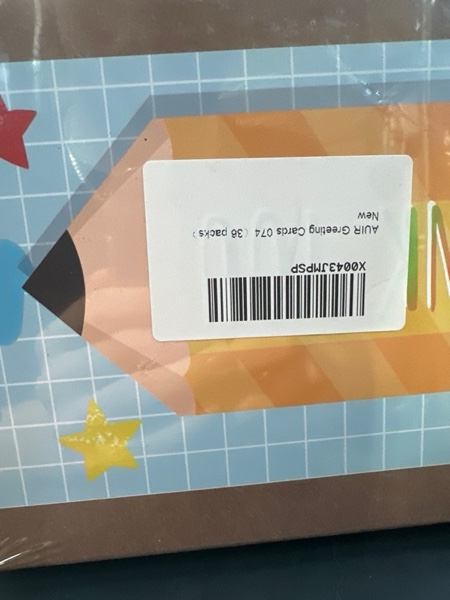 X0043JMPSP
AUIR Greeting Cards 074（36 packs）
New